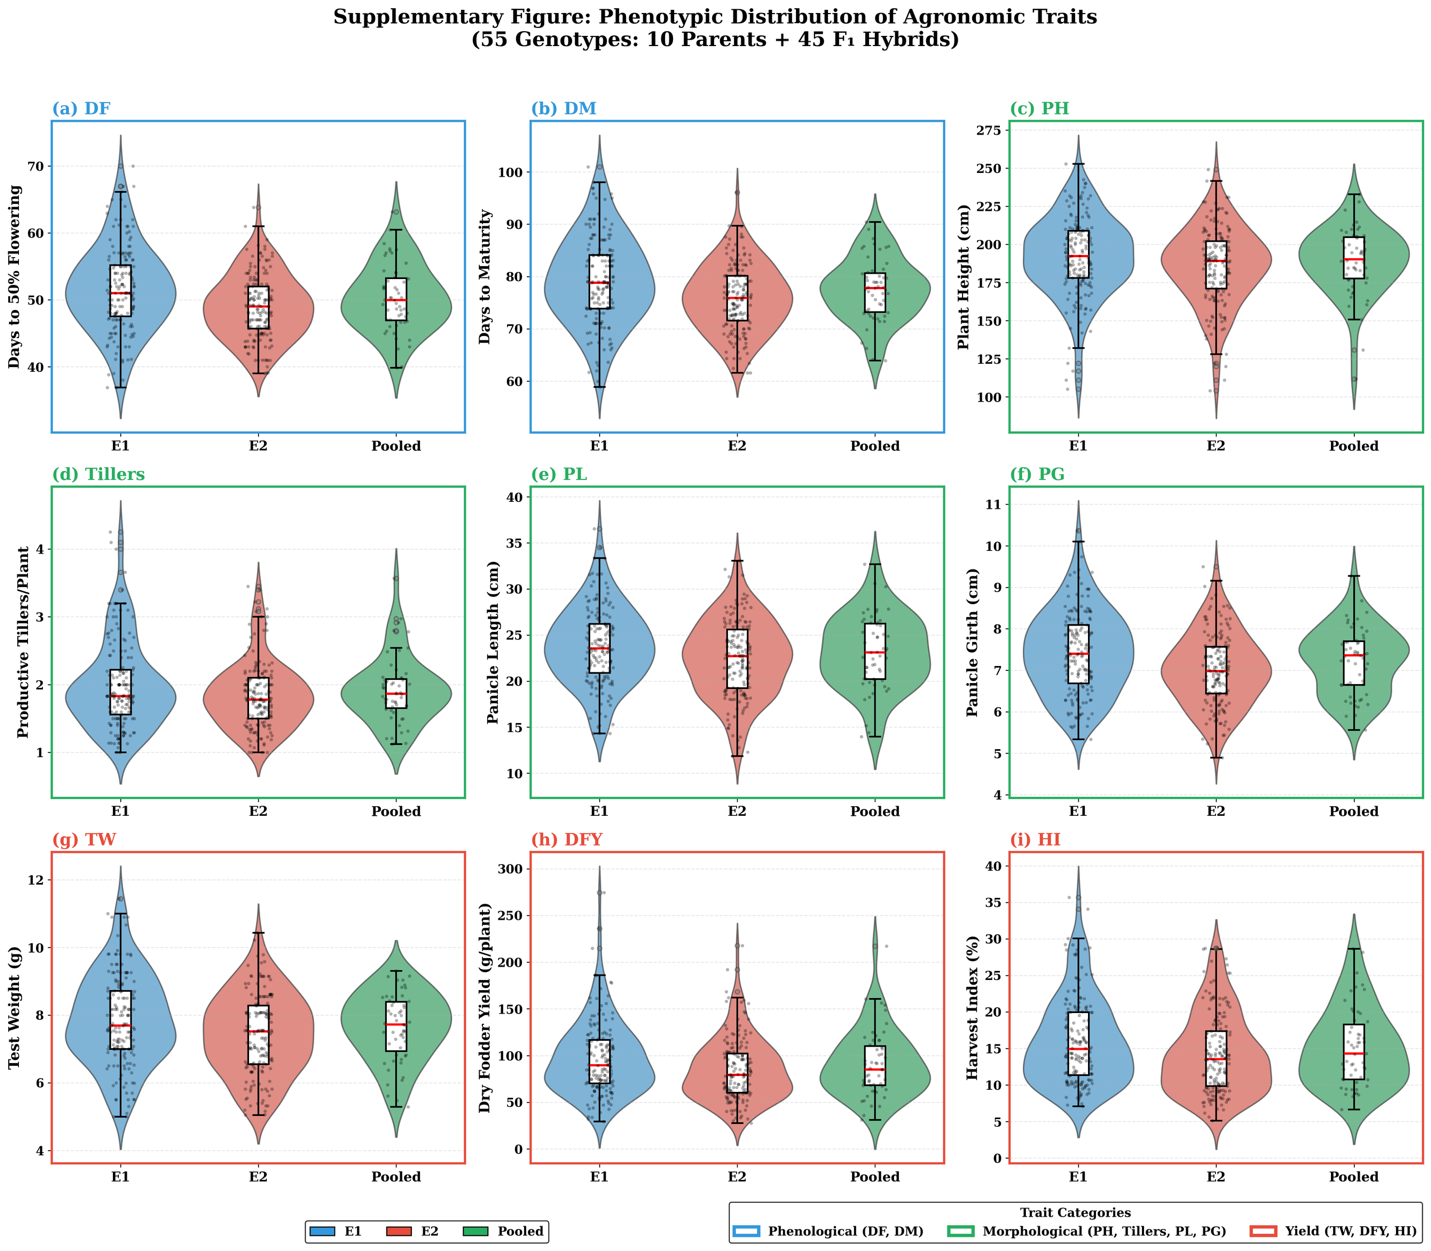 Supplementary Figure: Phenotypic Distribution of Agronomic Traits
(55 Genotypes: 10 Parents + 45 F₁ Hybrids)
(a) DF
Days to 50% Flowering
70
60
50
40
E1 E2 Pooled
(b) DM
Days to Maturity
100
90
80
70
60
E1 E2 Pooled
(c) PH
Plant Height (cm)
275
250
225
200
175
150
125
100
E1 E2 Pooled
(d) Tillers
Productive Tillers/Plant
4
3
2
1
E1 E2 Pooled
(e) PL
Panicle Length (cm)
40
35
30
25
20
15
10
E1 E2 Pooled
(f) PG
Panicle Girth (cm)
11
10
9
8
7
6
5
4
E1 E2 Pooled
(g) TW
Test Weight (g)
12
10
8
6
4
E1 E2 Pooled
(h) DFY
Dry Fodder Yield (g/plant)
300
250
200
150
100
50
0
E1 E2 Pooled
(i) HI
Harvest Index (%)
40
35
30
25
20
15
10
5
0
E1 E2 Pooled
E1 E2 Pooled
Trait Categories
Phenological (DF, DM) Morphological (PH, Tillers, PL, PG) Yield (TW, DFY, HI)